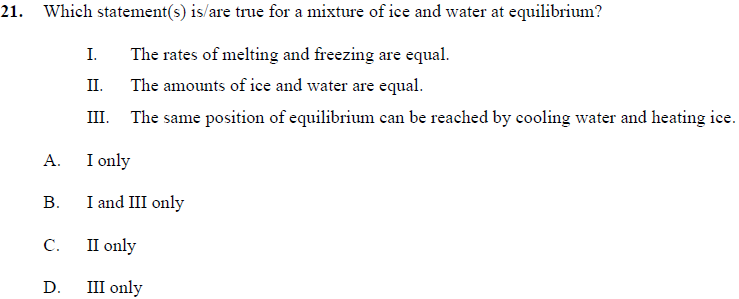 21. Which statement(s) is/are true for a mixture of ice and water at equilibrium?
I. The rates of melting and freezing are equal.
II. The amounts of ice and water are equal.
III. The same position of equilibrium can be reached by cooling water and heating ice.
A. I only
B. I and III only
C. II only
D. III only